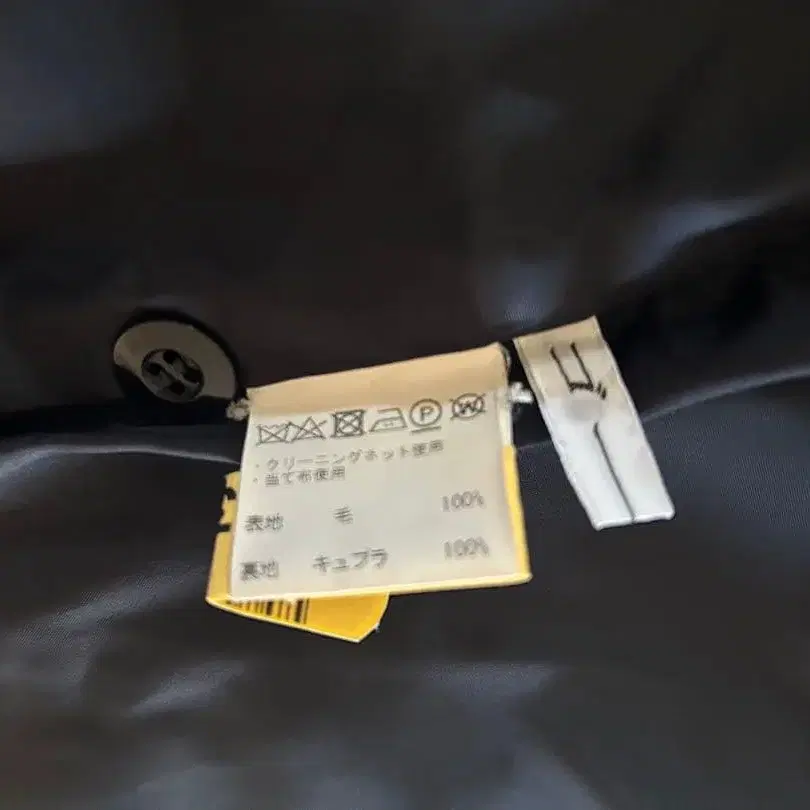 ・クリーニングネット使用
・当て布使用
表地 毛 100%
裏地 キュプラ 100%